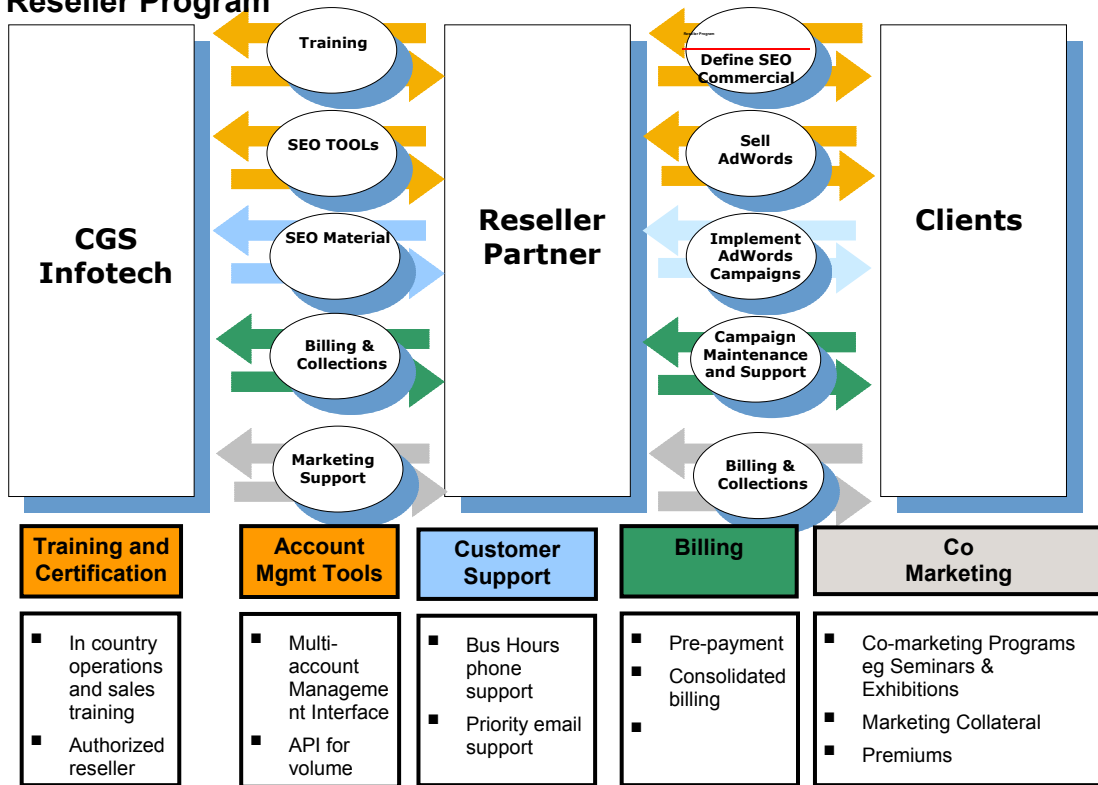 Reseller Program
Training
Reseller Program
Define SEO
Commercial
SEO TOOLs
Sell
AdWords
CGS
Infotech
Reseller
Partner
Clients
SEO Material
Implement
AdWords
Campaigns
Billing &
Collections
Campaign
Maintenance
and Support
Marketing
Support
Billing &
Collections
Training and
Certification
Account
Mgmt Tools
Customer
Support
Billing
Co
Marketing
In country
operations
and sales
training
Authorized
reseller
Multi-
account
Manageme
nt Interface
API for
volume
Bus Hours
phone
support
Priority email
support
Pre-payment
Consolidated
billing
Co-marketing Programs
eg Seminars &
Exhibitions
Marketing Collateral
Premiums